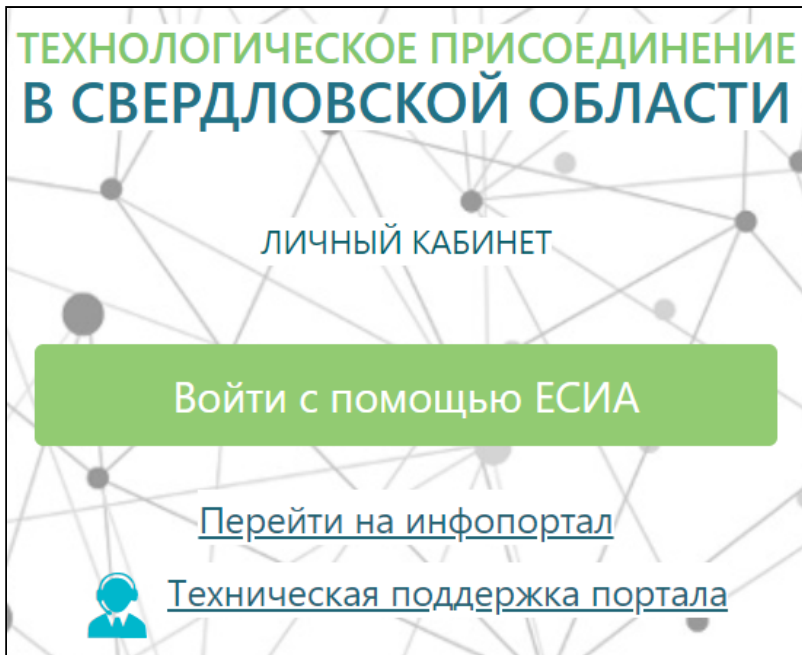 ТЕХНОЛОГИЧЕСКОЕ ПРИСОЕДИНЕНИЕ
В СВЕРДЛОВСКОЙ ОБЛАСТИ
ЛИЧНЫЙ КАБИНЕТ
Войти с помощью ЕСИА
Перейти на инфопортал
Техническая поддержка портала